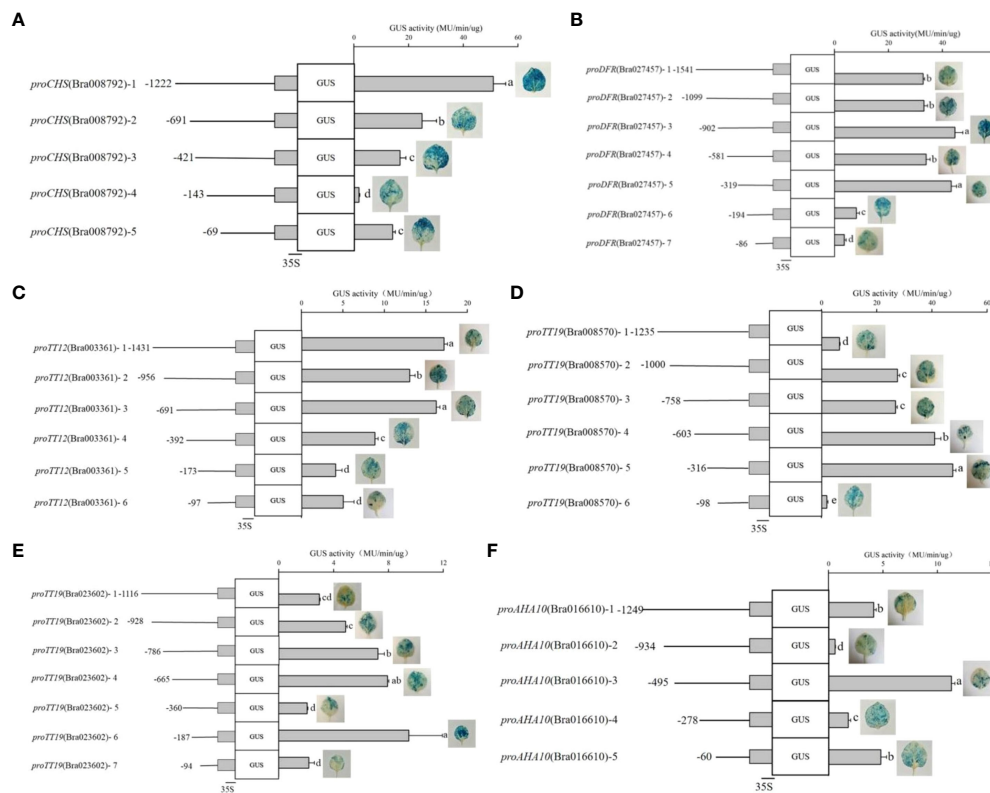 A
GUS activity (MU/min/ug)
0 20 40 60
proCHS(Bra008792)-1 -1222 GUS a
proCHS(Bra008792)-2 -691 GUS b
proCHS(Bra008792)-3 -421 GUS c
proCHS(Bra008792)-4 -143 GUS d
proCHS(Bra008792)-5 -69 GUS c
35S
B
GUS activity(MU/min/ug)
0 20 40
proDFR(Bra027457)- 1 -1541 GUS b
proDFR(Bra027457)- 2 -1099 GUS b
proDFR(Bra027457)- 3 -902 GUS a
proDFR(Bra027457)- 4 -581 GUS b
proDFR(Bra027457)- 5 -319 GUS a
proDFR(Bra027457)- 6 -194 GUS c
proDFR(Bra027457)- 7 -86 GUS d
35S
C
GUS activity（MU/min/ug）
0 5 10 15 20
proTT12(Bra003361)- 1 -1431 GUS a
proTT12(Bra003361)- 2 -956 GUS b
proTT12(Bra003361)- 3 -691 GUS a
proTT12(Bra003361)- 4 -392 GUS c
proTT12(Bra003361)- 5 -173 GUS d
proTT12(Bra003361)- 6 -97 GUS d
35S
D
GUS activity（MU/min/ug）
0 20 40 60
proTT19(Bra008570)- 1 -1235 GUS d
proTT19(Bra008570)- 2 -1000 GUS c
proTT19(Bra008570)- 3 -758 GUS c
proTT19(Bra008570)- 4 -603 GUS b
proTT19(Bra008570)- 5 -316 GUS a
proTT19(Bra008570)- 6 -98 GUS e
35S
E
GUS activity（MU/min/ug）
0 4 8 12
proTT19(Bra023602)- 1 -1116 GUS cd
proTT19(Bra023602)- 2 -928 GUS c
proTT19(Bra023602)- 3 -786 GUS b
proTT19(Bra023602)- 4 -665 GUS ab
proTT19(Bra023602)- 5 -360 GUS d
proTT19(Bra023602)- 6 -187 GUS a
proTT19(Bra023602)- 7 -94 GUS d
35S
F
GUS activity（MU/min/ug）
0 5 10
proAHA10(Bra016610)-1 -1249 GUS b
proAHA10(Bra016610)-2 -934 GUS d
proAHA10(Bra016610)-3 -495 GUS a
proAHA10(Bra016610)-4 -278 GUS c
proAHA10(Bra016610)-5 -60 GUS b
35S